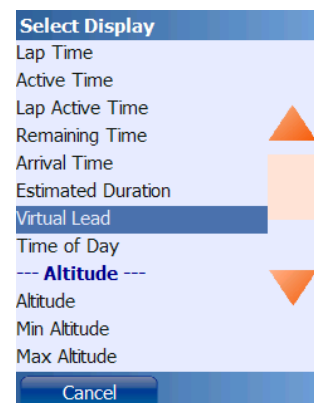 Select Display
Lap Time
Active Time
Lap Active Time
Remaining Time
Arrival Time
Estimated Duration
Virtual Lead
Time of Day
--- Altitude ---
Altitude
Min Altitude
Max Altitude
Cancel